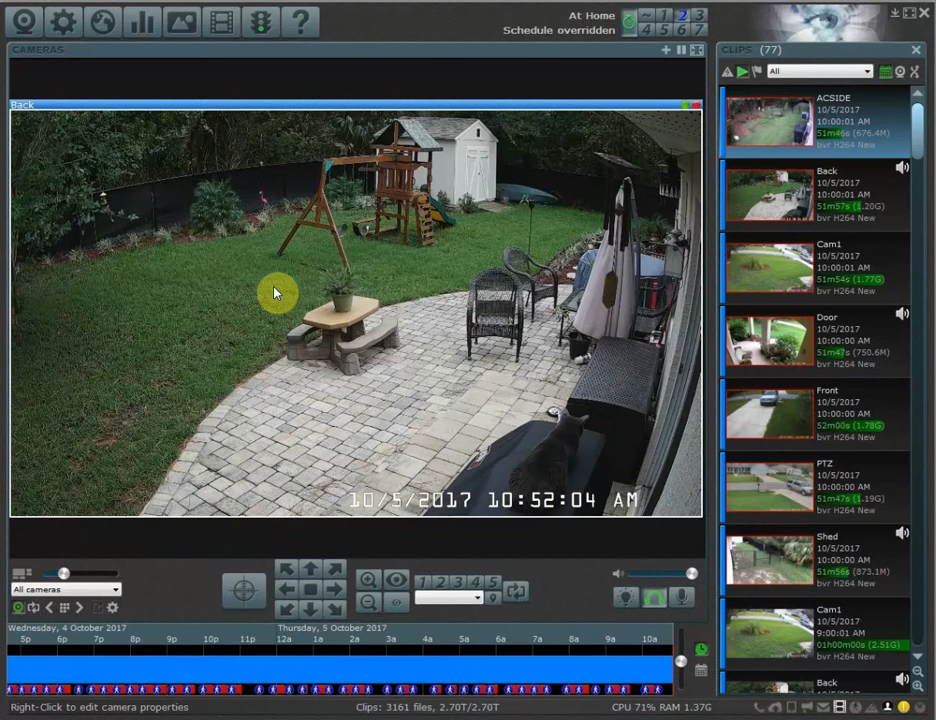 At Home
Schedule overridden
~ 1 2 3
4 5 6 7
CAMERAS
CLIPS (77)
All
Back
10/5/2017 10:52:04 AM
ACSIDE
10/5/2017
10:00:01 AM
51m46s (676.4M)
bvr H264 New
Back
10/5/2017
10:00:01 AM
51m57s (1.20G)
bvr H264 New
Cam1
10/5/2017
10:00:01 AM
51m54s (1.77G)
bvr H264 New
Door
10/5/2017
10:00:01 AM
51m47s (750.6M)
bvr H264 New
Front
10/5/2017
10:00:00 AM
52m00s (1.78G)
bvr H264 New
PTZ
10/5/2017
10:00:00 AM
51m47s (1.19G)
bvr H264 New
Shed
10/5/2017
10:00:00 AM
51m56s (873.1M)
bvr H264 New
Cam1
10/5/2017
9:00:01 AM
01h00m00s (2.51G)
bvr H264 New
Back
All cameras
1 2 3 4 5
Wednesday, 4 October 2017
Thursday, 5 October 2017
5p 6p 7p 8p 9p 10p 11p 12a 1a 2a 3a 4a 5a 6a 7a 8a 9a 10a
Right-Click to edit camera properties
Clips: 3161 files, 2.70T/2.70T
CPU 71% RAM 1.37G